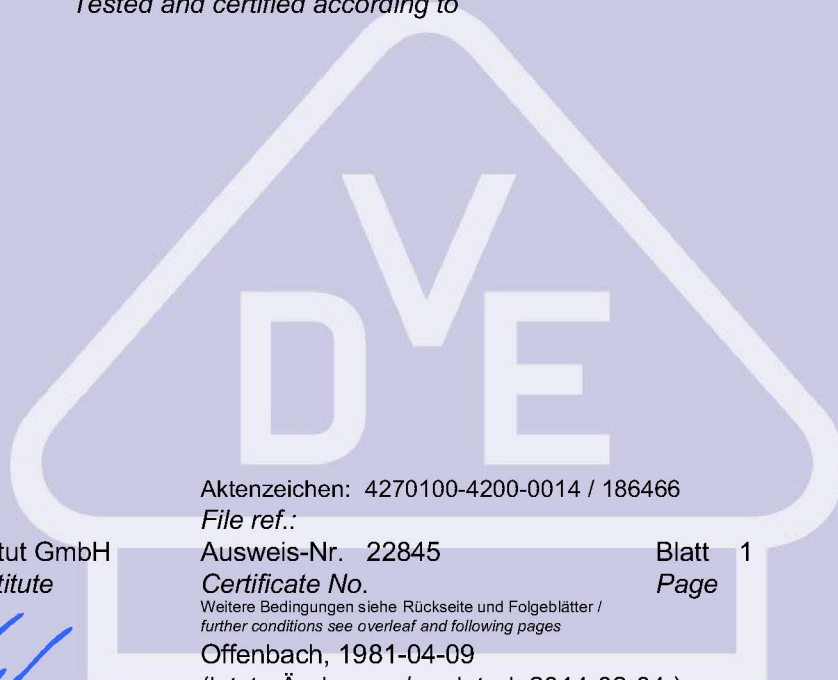 Tested and certified according to
VDE
Aktenzeichen: 4270100-4200-0014 / 186466
File ref.:
tut GmbH Ausweis-Nr. 22845 Blatt 1
titute Certificate No. Page
Weitere Bedingungen siehe Rückseite und Folgeblätter /
further conditions see overleaf and following pages
Offenbach, 1981-04-09